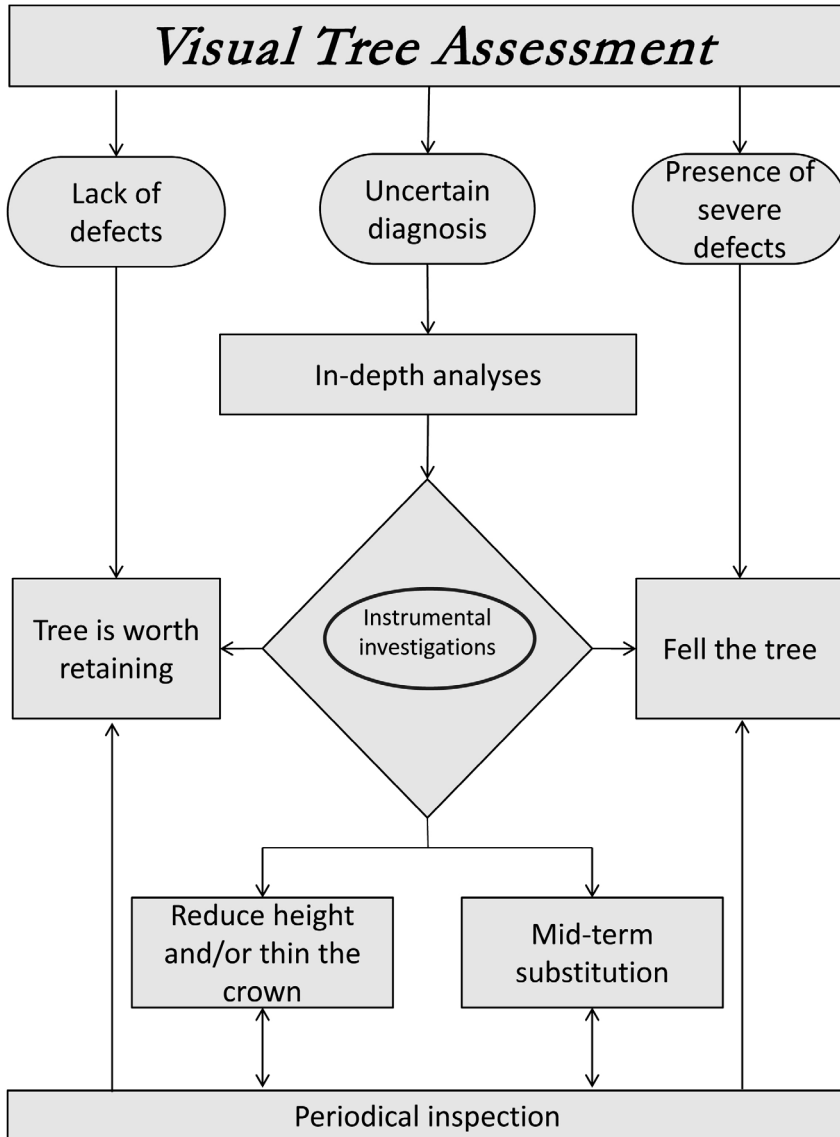 Visual Tree Assessment
Lack of
defects
Uncertain
diagnosis
Presence of
severe
defects
In-depth analyses
Instrumental
investigations
Tree is worth
retaining
Fell the tree
Reduce height
and/or thin the
crown
Mid-term
substitution
Periodical inspection